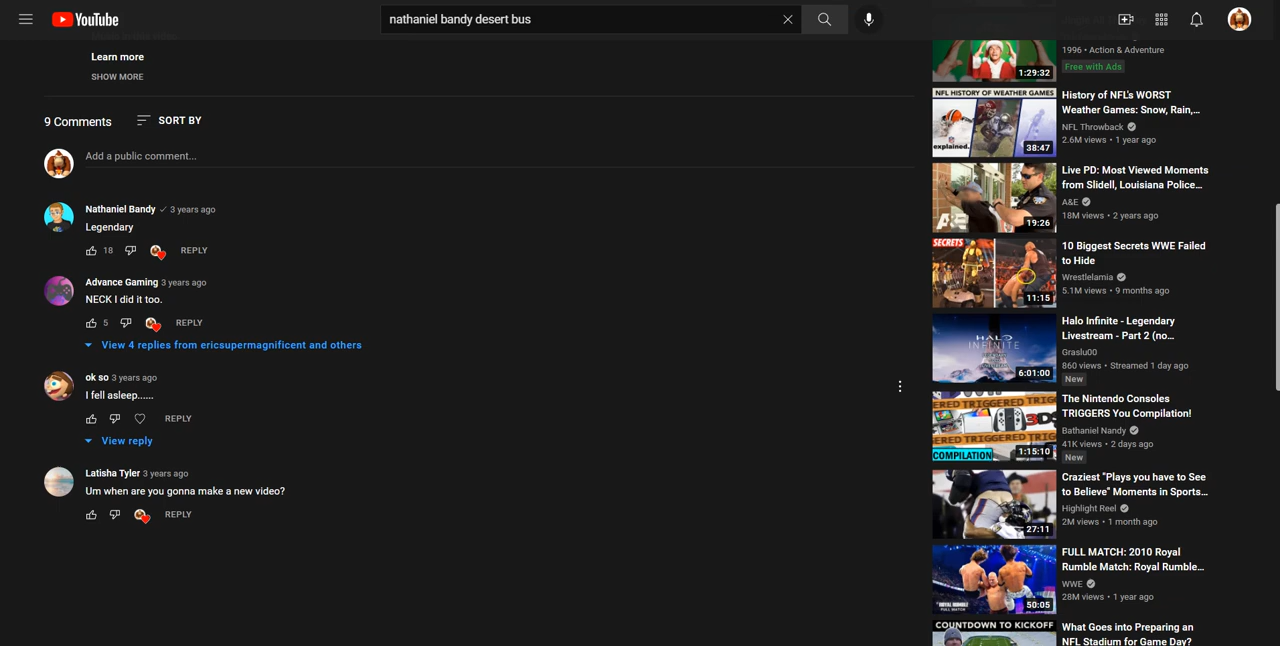 YouTube
nathaniel bandy desert bus
Learn more
SHOW MORE
9 Comments
SORT BY
Add a public comment...
Nathaniel Bandy 3 years ago
Legendary
18
REPLY
Advance Gaming 3 years ago
NECK I did it too.
5
REPLY
View 4 replies from ericsupermagnificent and others
ok so 3 years ago
I fell asleep......
REPLY
View reply
Latisha Tyler 3 years ago
Um when are you gonna make a new video?
REPLY
1996 • Action & Adventure
Free with Ads
1:29:32
NFL HISTORY OF WEATHER GAMES
explained.
38:47
History of NFL's WORST
Weather Games: Snow, Rain,...
NFL Throwback
2.6M views • 1 year ago
A&E
19:26
Live PD: Most Viewed Moments
from Slidell, Louisiana Police...
A&E
18M views • 2 years ago
SECRETS
11:15
10 Biggest Secrets WWE Failed
to Hide
Wrestlelamia
5.1M views • 9 months ago
HALO
INFINITE
6:01:00
Halo Infinite - Legendary
Livestream - Part 2 (no...
Graslu00
860 views • Streamed 1 day ago
New
ERED TRIGGERED TRIG
3DS
ERED TRIGGERED TRI
COMPILATION
1:15:10
The Nintendo Consoles
TRIGGERS You Compilation!
Bathaniel Nandy
41K views • 2 days ago
New
27:11
Craziest "Plays you have to See
to Believe" Moments in Sports...
Highlight Reel
2M views • 1 month ago
ROYAL RUMBLE
FULL MATCH
50:05
FULL MATCH: 2010 Royal
Rumble Match: Royal Rumble...
WWE
28M views • 1 year ago
COUNTDOWN TO KICKOFF
What Goes into Preparing an
NFL Stadium for Game Day?